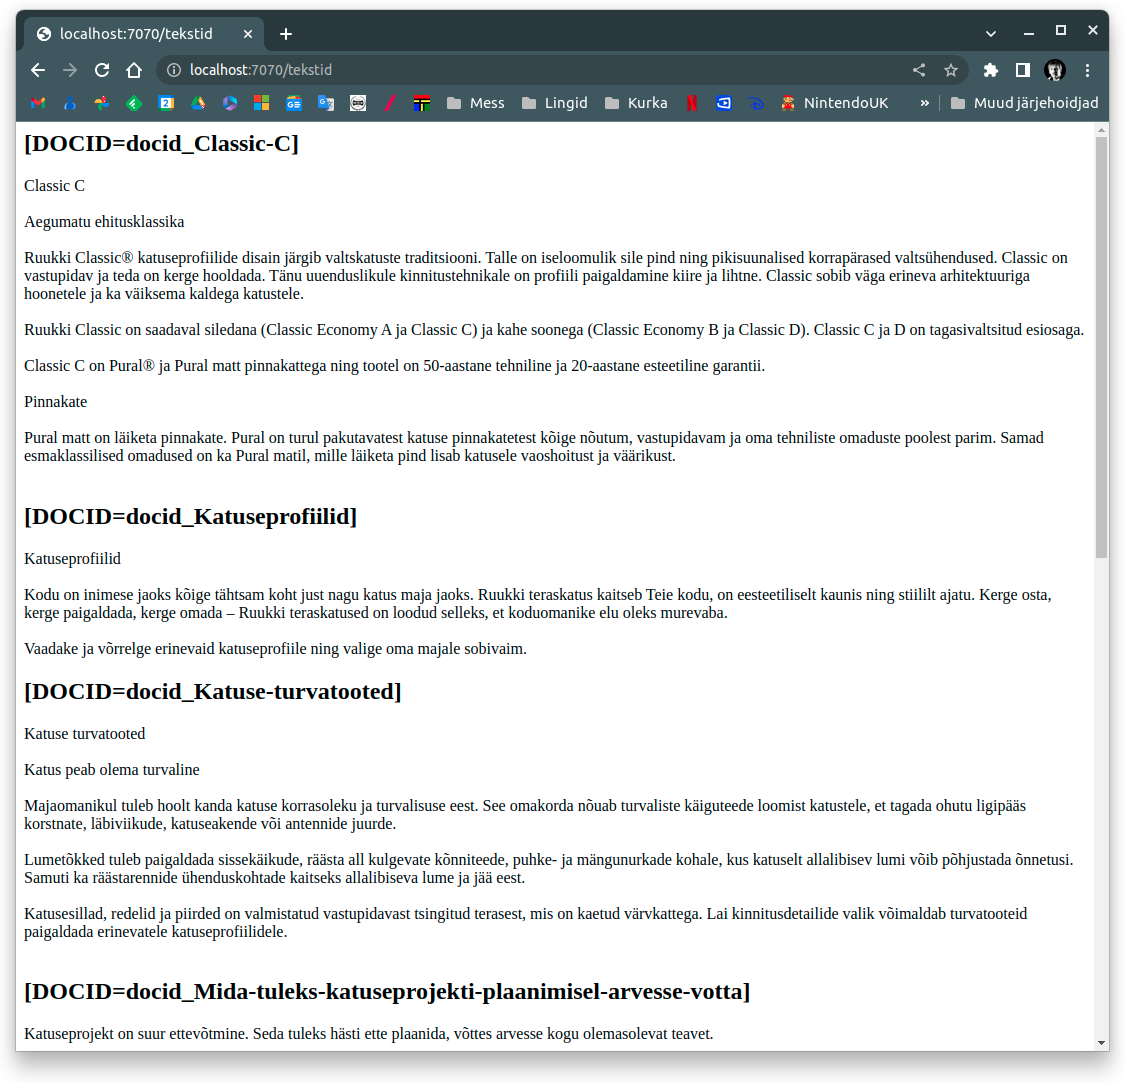 localhost:7070/tekstid
localhost:7070/tekstid
Mess Lingid Kurka NintendoUK » Muud järjehoidjad
[DOCID=docid_Classic-C]
Classic C
Aegumatu ehitusklassika
Ruukki Classic® katuseprofiilide disain järgib valtskatuste traditsiooni. Talle on iseloomulik sile pind ning pikisuunalised korrapärased valtsühendused. Classic on
vastupidav ja teda on kerge hooldada. Tänu uuenduslikule kinnitustehnikale on profiili paigaldamine kiire ja lihtne. Classic sobib väga erineva arhitektuuriga
hoonetele ja ka väiksema kaldega katustele.
Ruukki Classic on saadaval siledana (Classic Economy A ja Classic C) ja kahe soonega (Classic Economy B ja Classic D). Classic C ja D on tagasivaltsitud esiosaga.
Classic C on Pural® ja Pural matt pinnakattega ning tootel on 50-aastane tehniline ja 20-aastane esteetiline garantii.
Pinnakate
Pural matt on läiketa pinnakate. Pural on turul pakutavatest katuse pinnakatetest kõige nõutum, vastupidavam ja oma tehniliste omaduste poolest parim. Samad
esmaklassilised omadused on ka Pural matil, mille läiketa pind lisab katusele vaoshoitust ja väärikust.
[DOCID=docid_Katuseprofiilid]
Katuseprofiilid
Kodu on inimese jaoks kõige tähtsam koht just nagu katus maja jaoks. Ruukki teraskatus kaitseb Teie kodu, on eesteetiliselt kaunis ning stiililt ajatu. Kerge osta,
kerge paigaldada, kerge omada – Ruukki teraskatused on loodud selleks, et koduomanike elu oleks murevaba.
Vaadake ja võrrelge erinevaid katuseprofiile ning valige oma majale sobivaim.
[DOCID=docid_Katuse-turvatooted]
Katuse turvatooted
Katus peab olema turvaline
Majaomanikul tuleb hoolt kanda katuse korrasoleku ja turvalisuse eest. See omakorda nõuab turvaliste käiguteede loomist katustele, et tagada ohutu ligipääs
korstnate, läbiviikude, katuseakende või antennide juurde.
Lumetõkked tuleb paigaldada sissekäikude, räästa all kulgevate kõnniteede, puhke- ja mängunurkade kohale, kus katuselt allalibisev lumi võib põhjustada õnnetusi.
Samuti ka räästarennide ühenduskohtade kaitseks allalibiseva lume ja jää eest.
Katusesillad, redelid ja piirded on valmistatud vastupidavast tsingitud terasest, mis on kaetud värvkattega. Lai kinnitusdetailide valik võimaldab turvatooteid
paigaldada erinevatele katuseprofiilidele.
[DOCID=docid_Mida-tuleks-katuseprojekti-plaanimisel-arvesse-votta]
Katuseprojekt on suur ettevõtmine. Seda tuleks hästi ette plaanida, võttes arvesse kogu olemasolevat teavet.